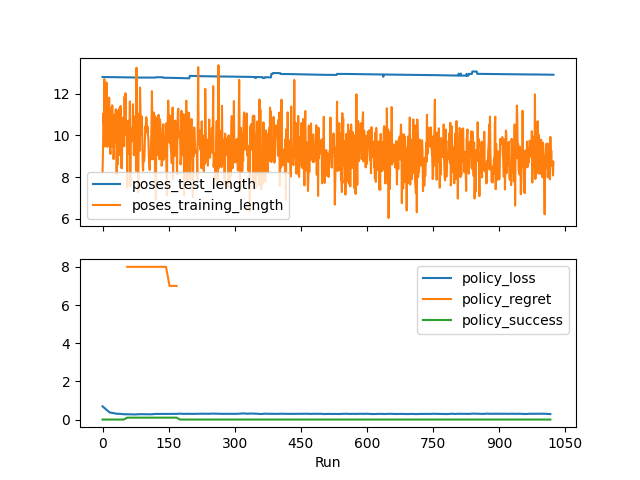 12
10
8
6
poses_test_length
poses_training_length
8
6
4
2
0
policy_loss
policy_regret
policy_success
0 150 300 450 600 750 900 1050
Run